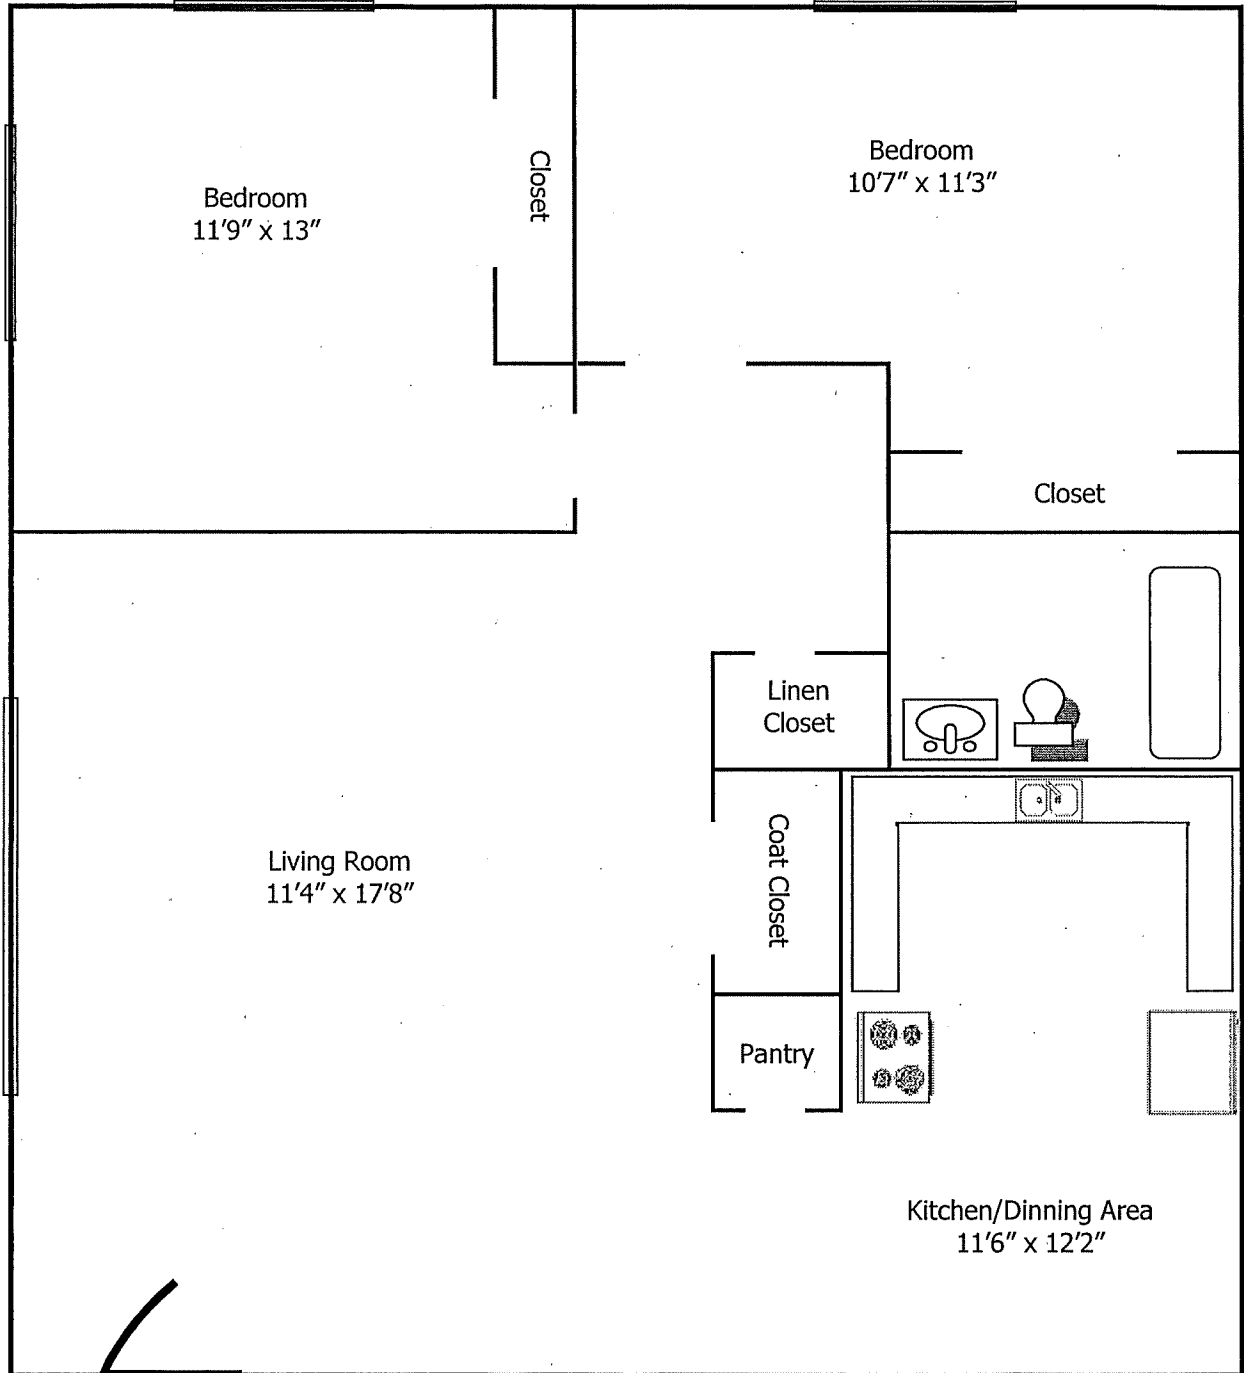 Bedroom
11'9" x 13"
Closet
Bedroom
10'7" x 11'3"
Closet
Linen
Closet
Coat Closet
Living Room
11'4" x 17'8"
Pantry
Kitchen/Dinning Area
11'6" x 12'2"